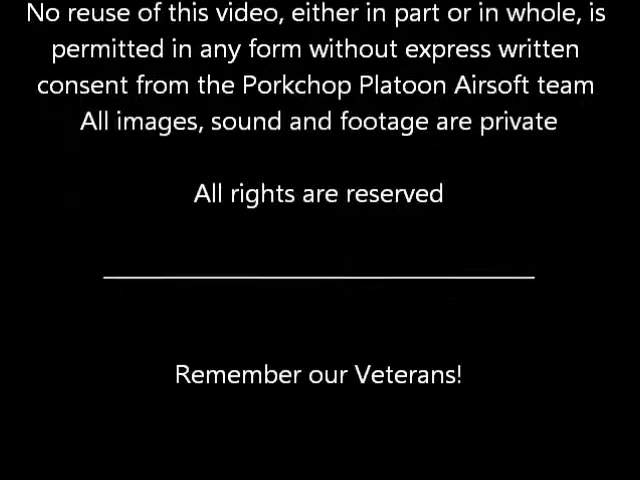 No reuse of this video, either in part or in whole, is
permitted in any form without express written
consent from the Porkchop Platoon Airsoft team
All images, sound and footage are private
All rights are reserved
Remember our Veterans!